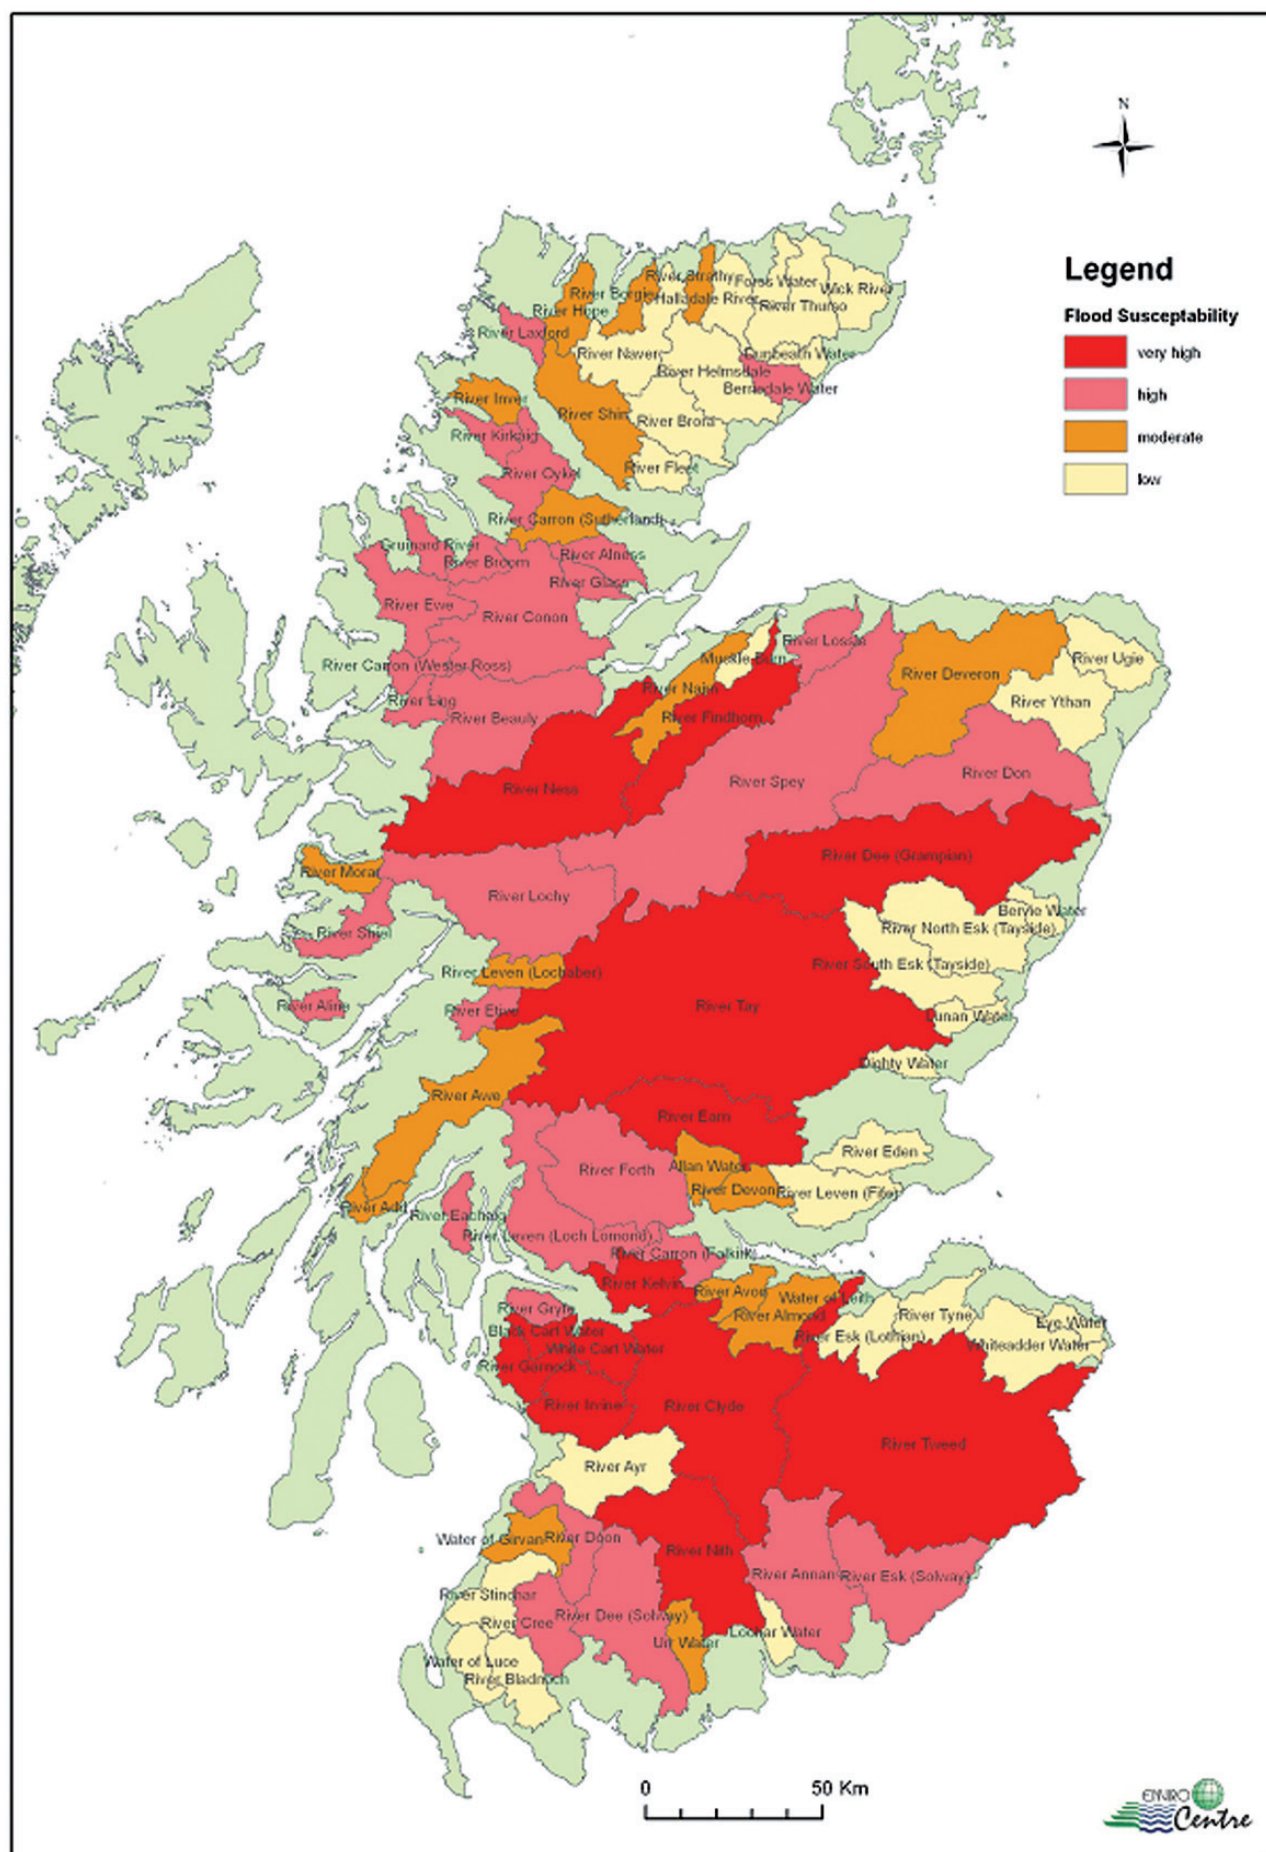 N
Legend
Flood Susceptability
very high
high
moderate
low
River Strathy
River Borgie
Halladale River
Forss Water
Wick River
River Hope
River Thurso
River Laxford
River Naver
Dunbeath Water
River Helmsdale
Berriedale Water
River Inver
River Shin
River Brora
River Kirkaig
River Fleet
River Oykel
River Carron (Sutherland)
Gruinard River
River Broom
River Alness
River Glass
River Ewe
River Conon
River Lossie
Muckle Burn
River Ugie
River Carron (Wester Ross)
River Deveron
River Nairn
River Ling
River Ythan
River Beauly
River Findhorn
River Don
River Spey
River Ness
River Dee (Grampian)
River Morar
River Lochy
Bervie Water
River North Esk (Tayside)
River Shiel
River South Esk (Tayside)
River Leven (Lochaber)
River Aline
River Etive
River Tay
Lunan Water
Dighty Water
River Awe
River Earn
River Eden
Allan Water
River Forth
River Devon
River Leven (Fife)
River Add
River Eachaig
River Leven (Loch Lomond)
River Carron (Falkirk)
River Kelvin
River Avon
Water of Leith
River Gryfe
River Almond
River Tyne
Eye Water
Black Cart Water
River Esk (Lothian)
Whiteadder Water
White Cart Water
River Garnock
River Irvine
River Clyde
River Tweed
River Ayr
Water of Girvan
River Doon
River Nith
River Annan
River Esk (Solway)
River Stinchar
River Cree
River Dee (Solway)
Urr Water
Lochar Water
Water of Luce
River Bladnoch
0 50 Km
ENVIRO
Centre